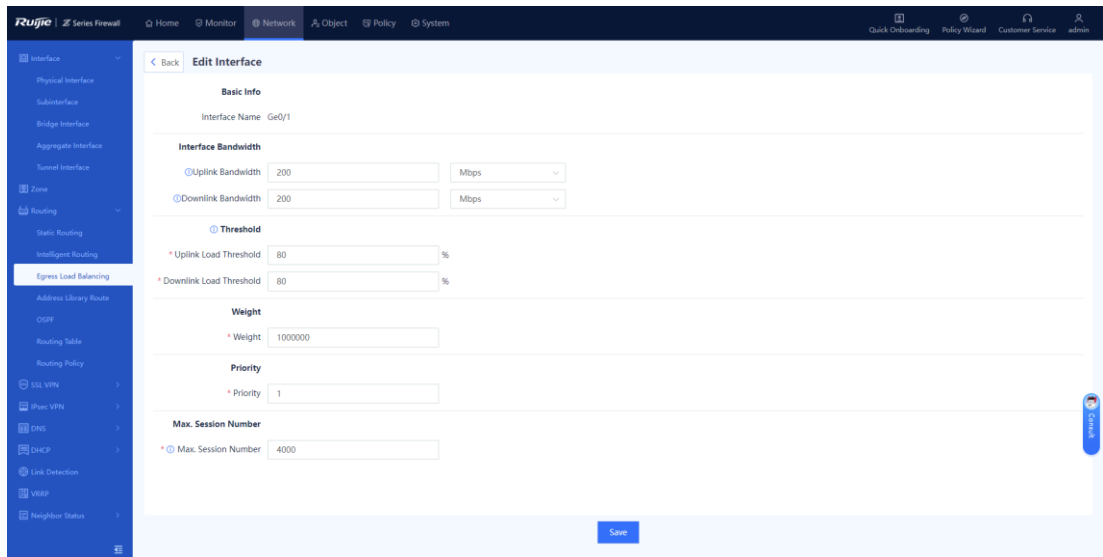 Ruijie | Z Series Firewall
Home Monitor Network Object Policy System
Quick Onboarding Policy Wizard Customer Service admin
Interface
Physical Interface
Subinterface
Bridge Interface
Aggregate Interface
Tunnel Interface
Zone
Routing
Static Routing
Intelligent Routing
Egress Load Balancing
Address Library Route
OSPF
Routing Table
Routing Policy
SSL VPN
IPsec VPN
DNS
DHCP
Link Detection
VRRP
Neighbor Status
< Back Edit Interface
Basic Info
Interface Name Ge0/1
Interface Bandwidth
Uplink Bandwidth 200 Mbps
Downlink Bandwidth 200 Mbps
Threshold
* Uplink Load Threshold 80 %
* Downlink Load Threshold 80 %
Weight
* Weight 1000000
Priority
* Priority 1
Max. Session Number
* Max. Session Number 4000
Save
Consult